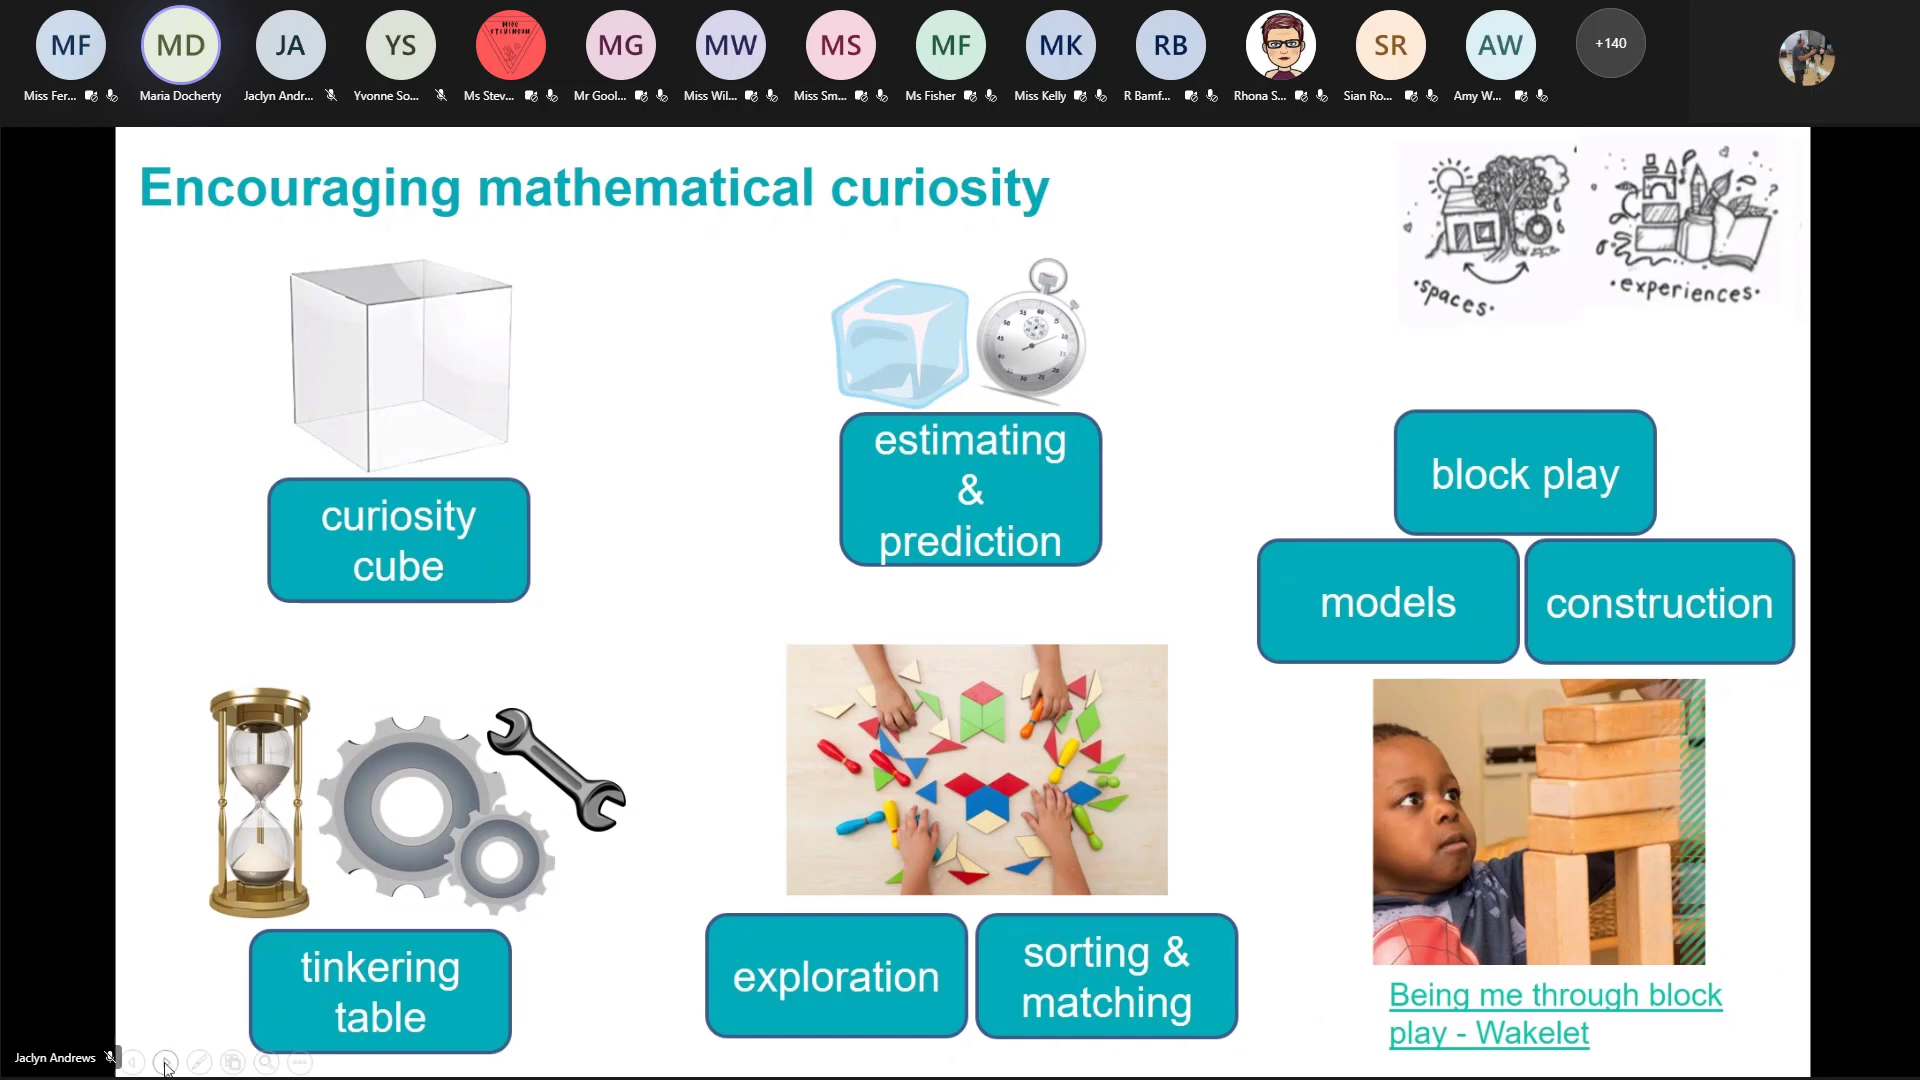 MF
MD
JA
YS
MISS
STEVENSON
MG
MW
MS
MF
MK
RB
SR
AW
+140
Miss Fer...
Maria Docherty
Jaclyn Andr...
Yvonne So...
Ms Stev...
Mr Gool...
Miss Wil...
Miss Sm...
Ms Fisher
Miss Kelly
R Bamf...
Rhona S...
Sian Ro...
Amy W...
Encouraging mathematical curiosity
•spaces•
•experiences•
curiosity
cube
estimating
&
prediction
block play
models
construction
tinkering
table
exploration
sorting &
matching
Being me through block
play - Wakelet
Jaclyn Andrews